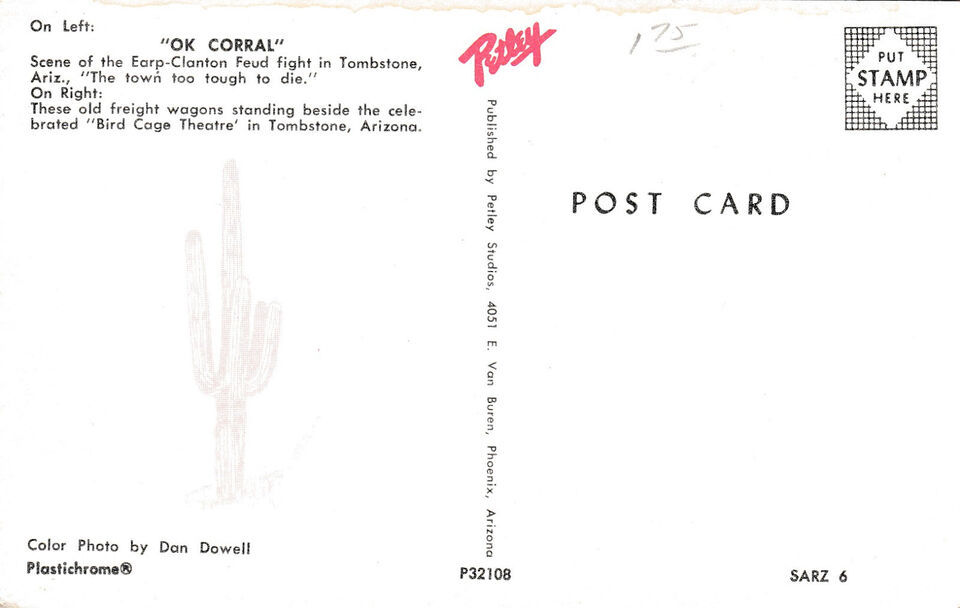 On Left:
"OK CORRAL"
Scene of the Earp-Clanton Feud fight in Tombstone,
Ariz., "The town too tough to die."
On Right:
These old freight wagons standing beside the cele-
brated "Bird Cage Theatre' in Tombstone, Arizona.
Color Photo by Dan Dowell
Plastichrome®
Petley
Published by Petley Studios, 4051 E. Van Buren, Phoenix, Arizona
P32108
175
PUT
STAMP
HERE
POST CARD
SARZ 6